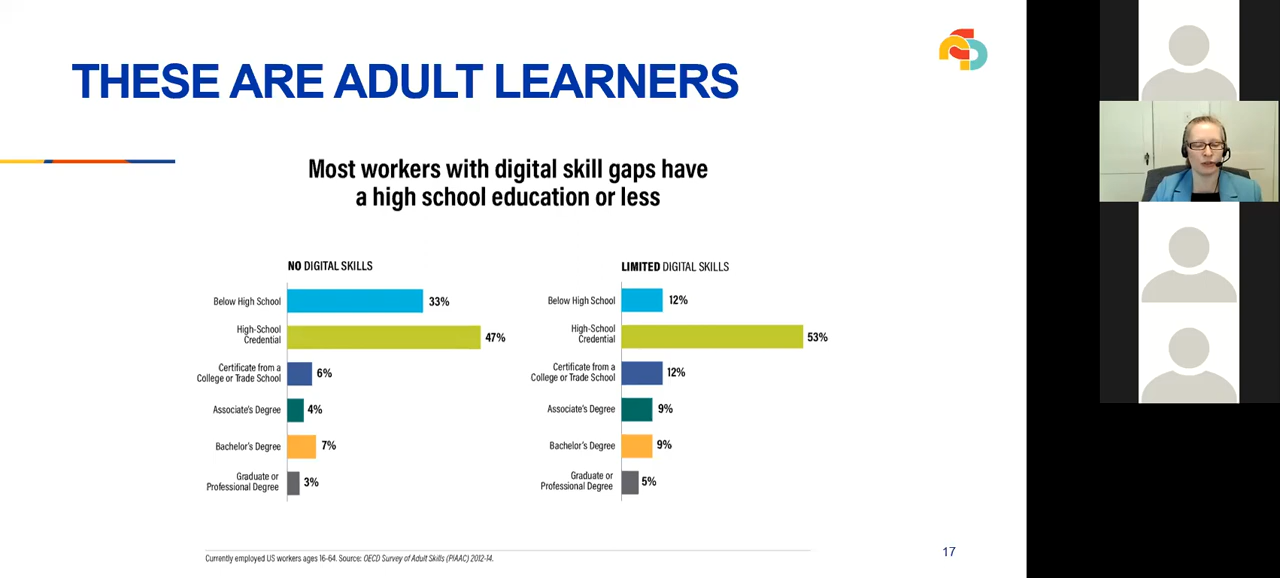 THESE ARE ADULT LEARNERS
Most workers with digital skill gaps have
a high school education or less
NO DIGITAL SKILLS
Below High School 33%
High-School
Credential 47%
Certificate from a
College or Trade School 6%
Associate's Degree 4%
Bachelor's Degree 7%
Graduate or
Professional Degree 3%
LIMITED DIGITAL SKILLS
Below High School 12%
High-School
Credential 53%
Certificate from a
College or Trade School 12%
Associate's Degree 9%
Bachelor's Degree 9%
Graduate or
Professional Degree 5%
Currently employed US workers ages 16-64. Source: OECD Survey of Adult Skills (PIAAC) 2012-14.
17